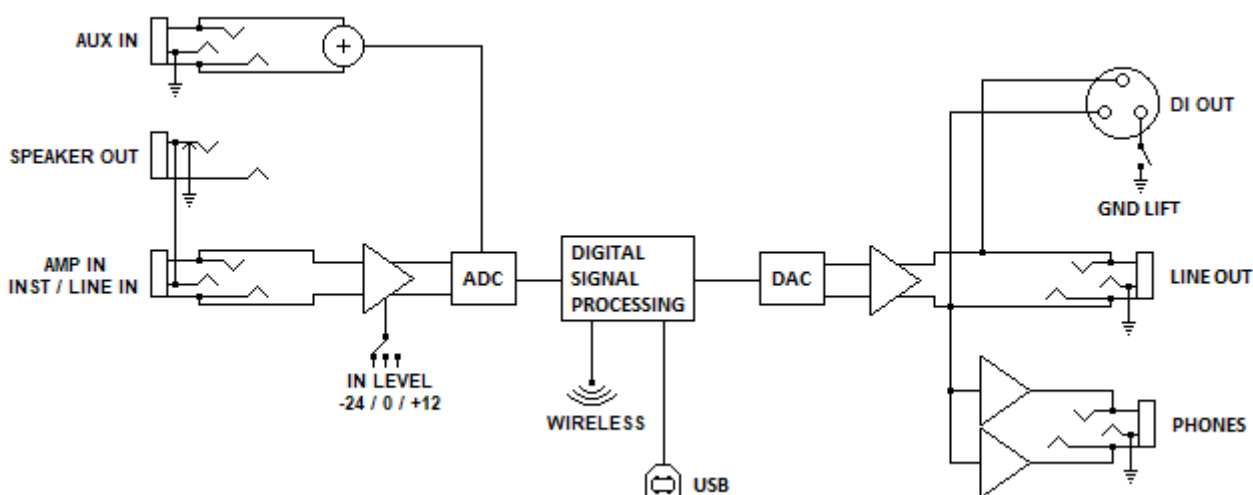 AUX IN
SPEAKER OUT
AMP IN
INST / LINE IN
IN LEVEL
-24 / 0 / +12
ADC
DIGITAL
SIGNAL
PROCESSING
WIRELESS
USB
DAC
DI OUT
GND LIFT
LINE OUT
PHONES